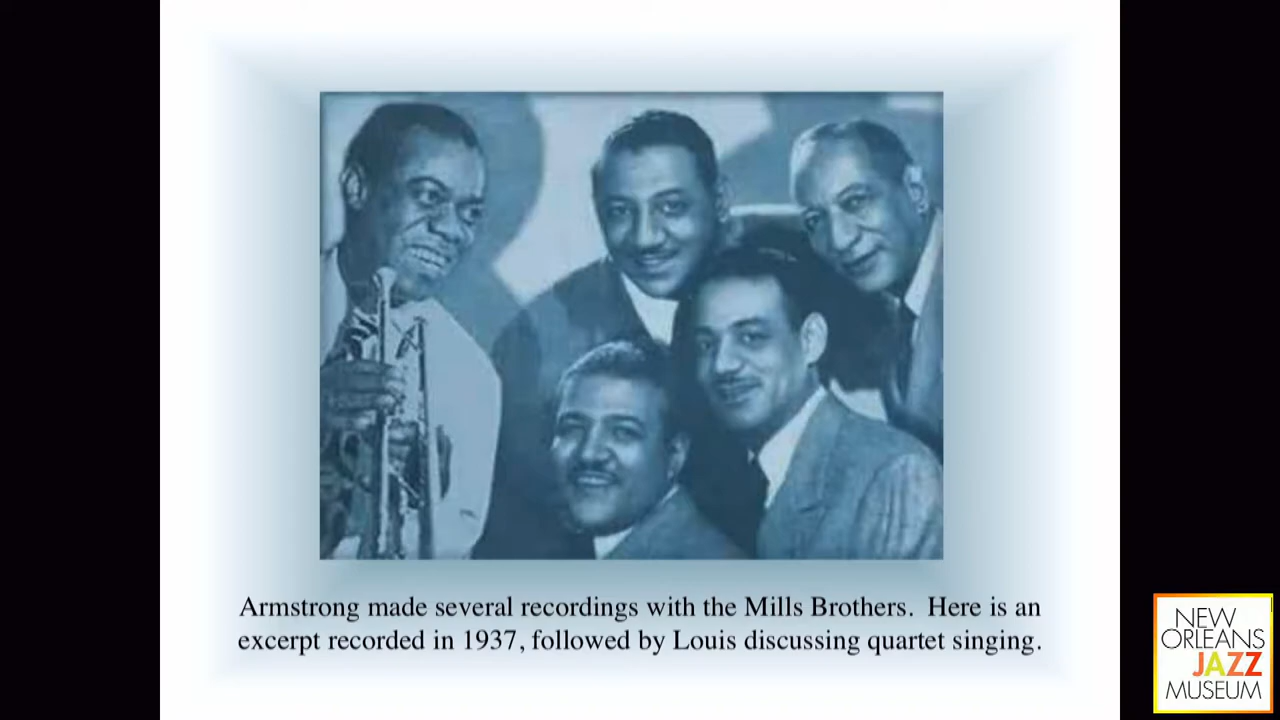 Armstrong made several recordings with the Mills Brothers.  Here is an
excerpt recorded in 1937, followed by Louis discussing quartet singing.
NEW
ORLEANS
JAZZ
MUSEUM